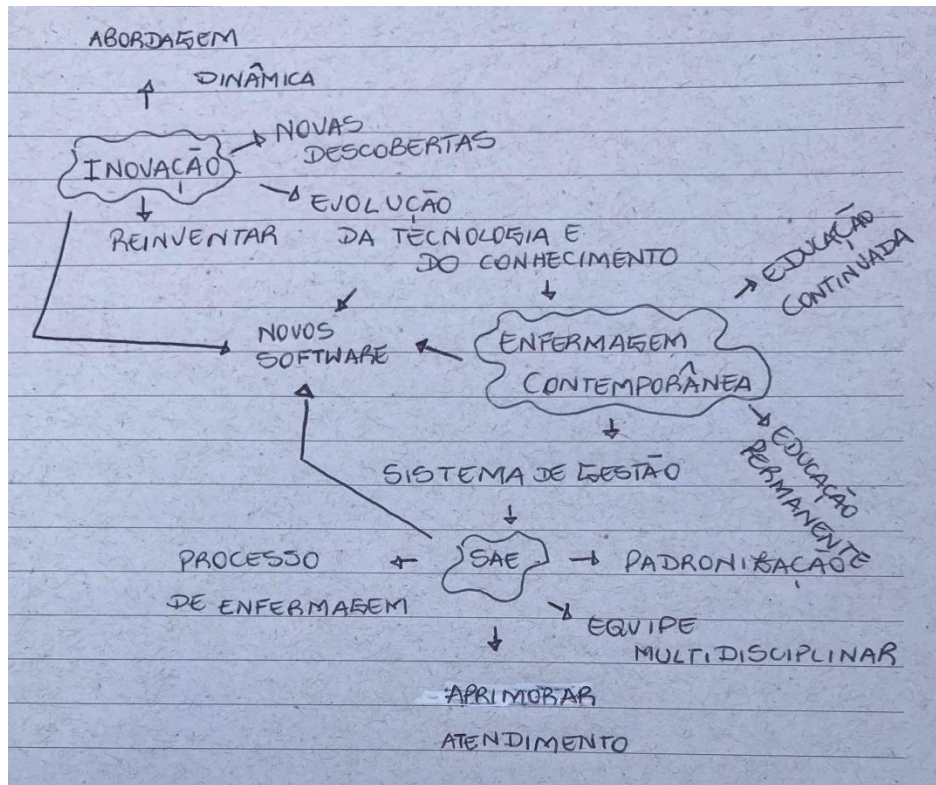 ABORDAGEM
DINÂMICA
INOVAÇÃO
NOVAS
DESCOBERTAS
EVOLUÇÃO
DA TECNOLOGIA E
DO CONHECIMENTO
REINVENTAR
EDUCAÇÃO
CONTINUADA
NOVOS
SOFTWARE
ENFERMAGEM
CONTEMPORÂNEA
EDUCAÇÃO
PERMANENTE
SISTEMA DE GESTÃO
SAE
PROCESSO
DE ENFERMAGEM
PADRONIZAÇÃO
EQUIPE
MULTIDISCIPLINAR
APRIMORAR
ATENDIMENTO